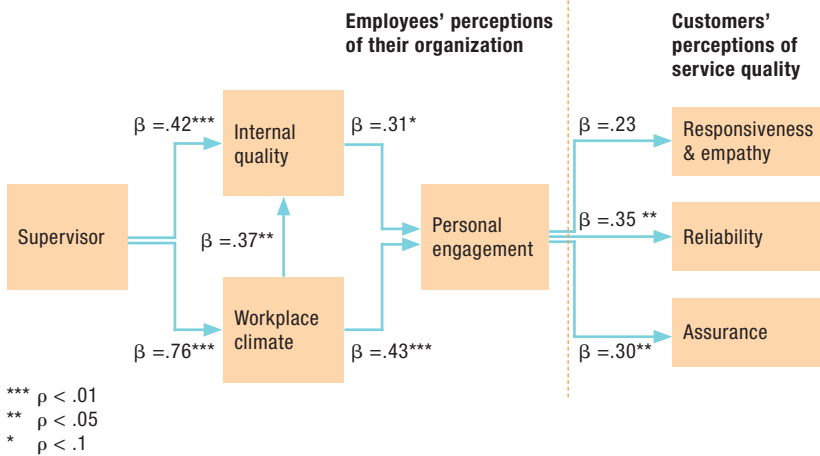 Employees’ perceptions
of their organization
Customers’
perceptions of
service quality
β =.42***
Internal
quality
β =.31*
β =.23
Responsiveness
& empathy
Supervisor
β =.37**
Personal
engagement
β =.35 **
Reliability
Workplace
climate
β =.76***
β =.43***
β =.30**
Assurance
*** ρ < .01
** ρ < .05
* ρ < .1